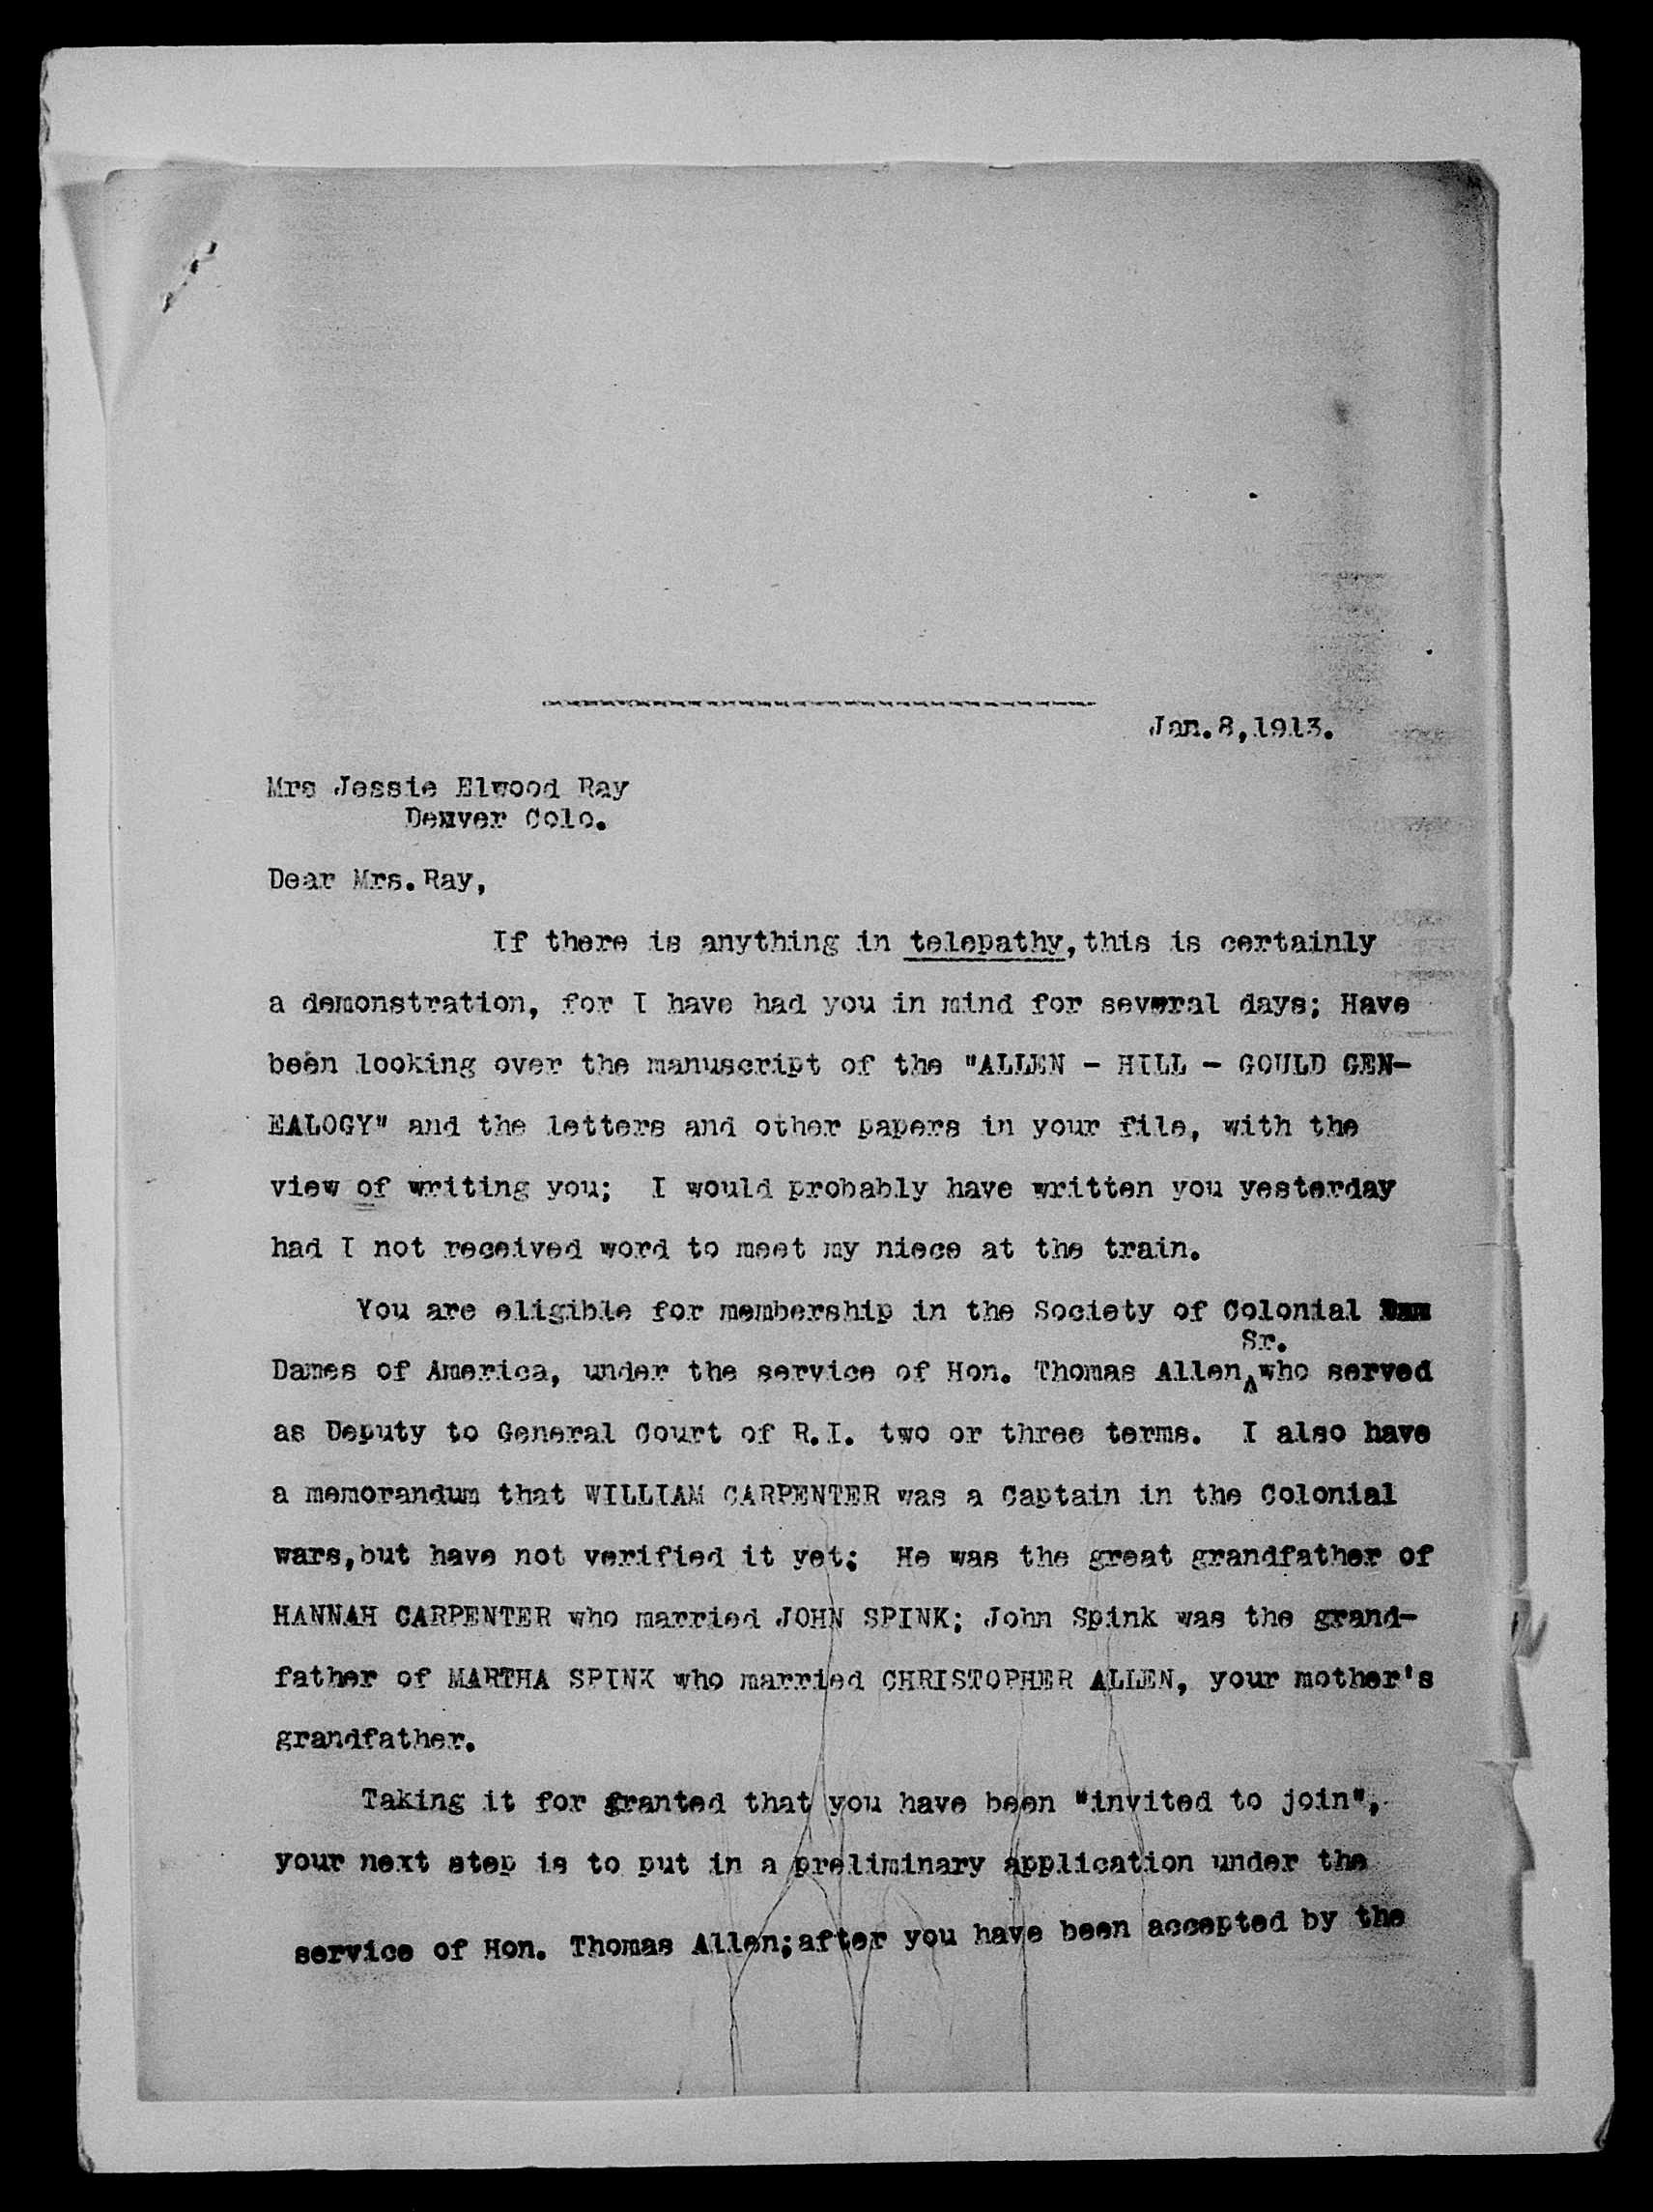 Jan.8,1913.
Mrs Jessie Elwood Ray
Denver Colo.
Dear Mrs.Ray,
If there is anything in telepathy,this is certainly
a demonstration, for I have had you in mind for several days; Have
been looking over the manuscript of the "ALLEN - HILL - GOULD GEN-
EALOGY" and the letters and other papers in your file, with the
view of writing you; I would probably have written you yesterday
had I not received word to meet my niece at the train.
You are eligible for membership in the Society of Colonial
Sr.
Dames of America, under the service of Hon. Thomas Allen^who served
as Deputy to General Court of R.I. two or three terms. I also have
a memorandum that WILLIAM CARPENTER was a Captain in the Colonial
wars,but have not verified it yet; He was the great grandfather of
HANNAH CARPENTER who married JOHN SPINK; John Spink was the grand-
father of MARTHA SPINK who married CHRISTOPHER ALLEN, your mother's
grandfather.
Taking it for granted that you have been "invited to join",
your next step is to put in a preliminary application under the
service of Hon. Thomas Allen;after you have been accepted by the